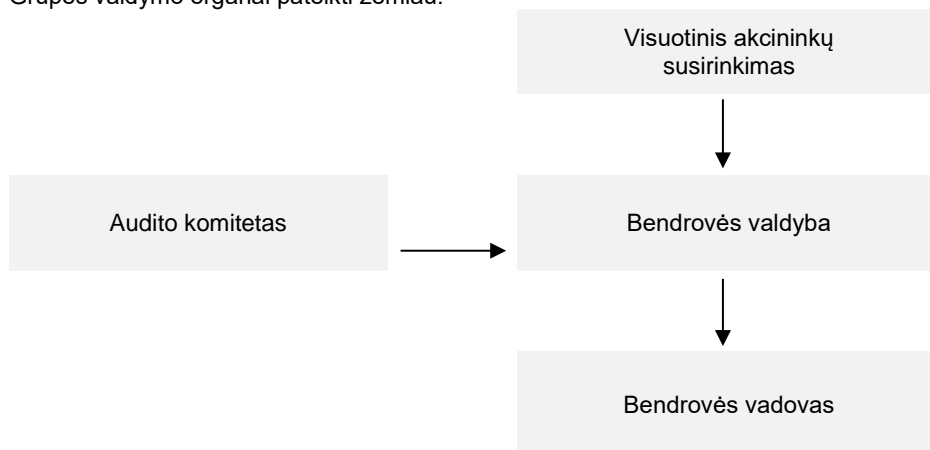 Grupės valdymo organai pateikti žemiau:
Visuotinis akcininkų
susirinkimas
Audito komitetas
Bendrovės valdyba
Bendrovės vadovas